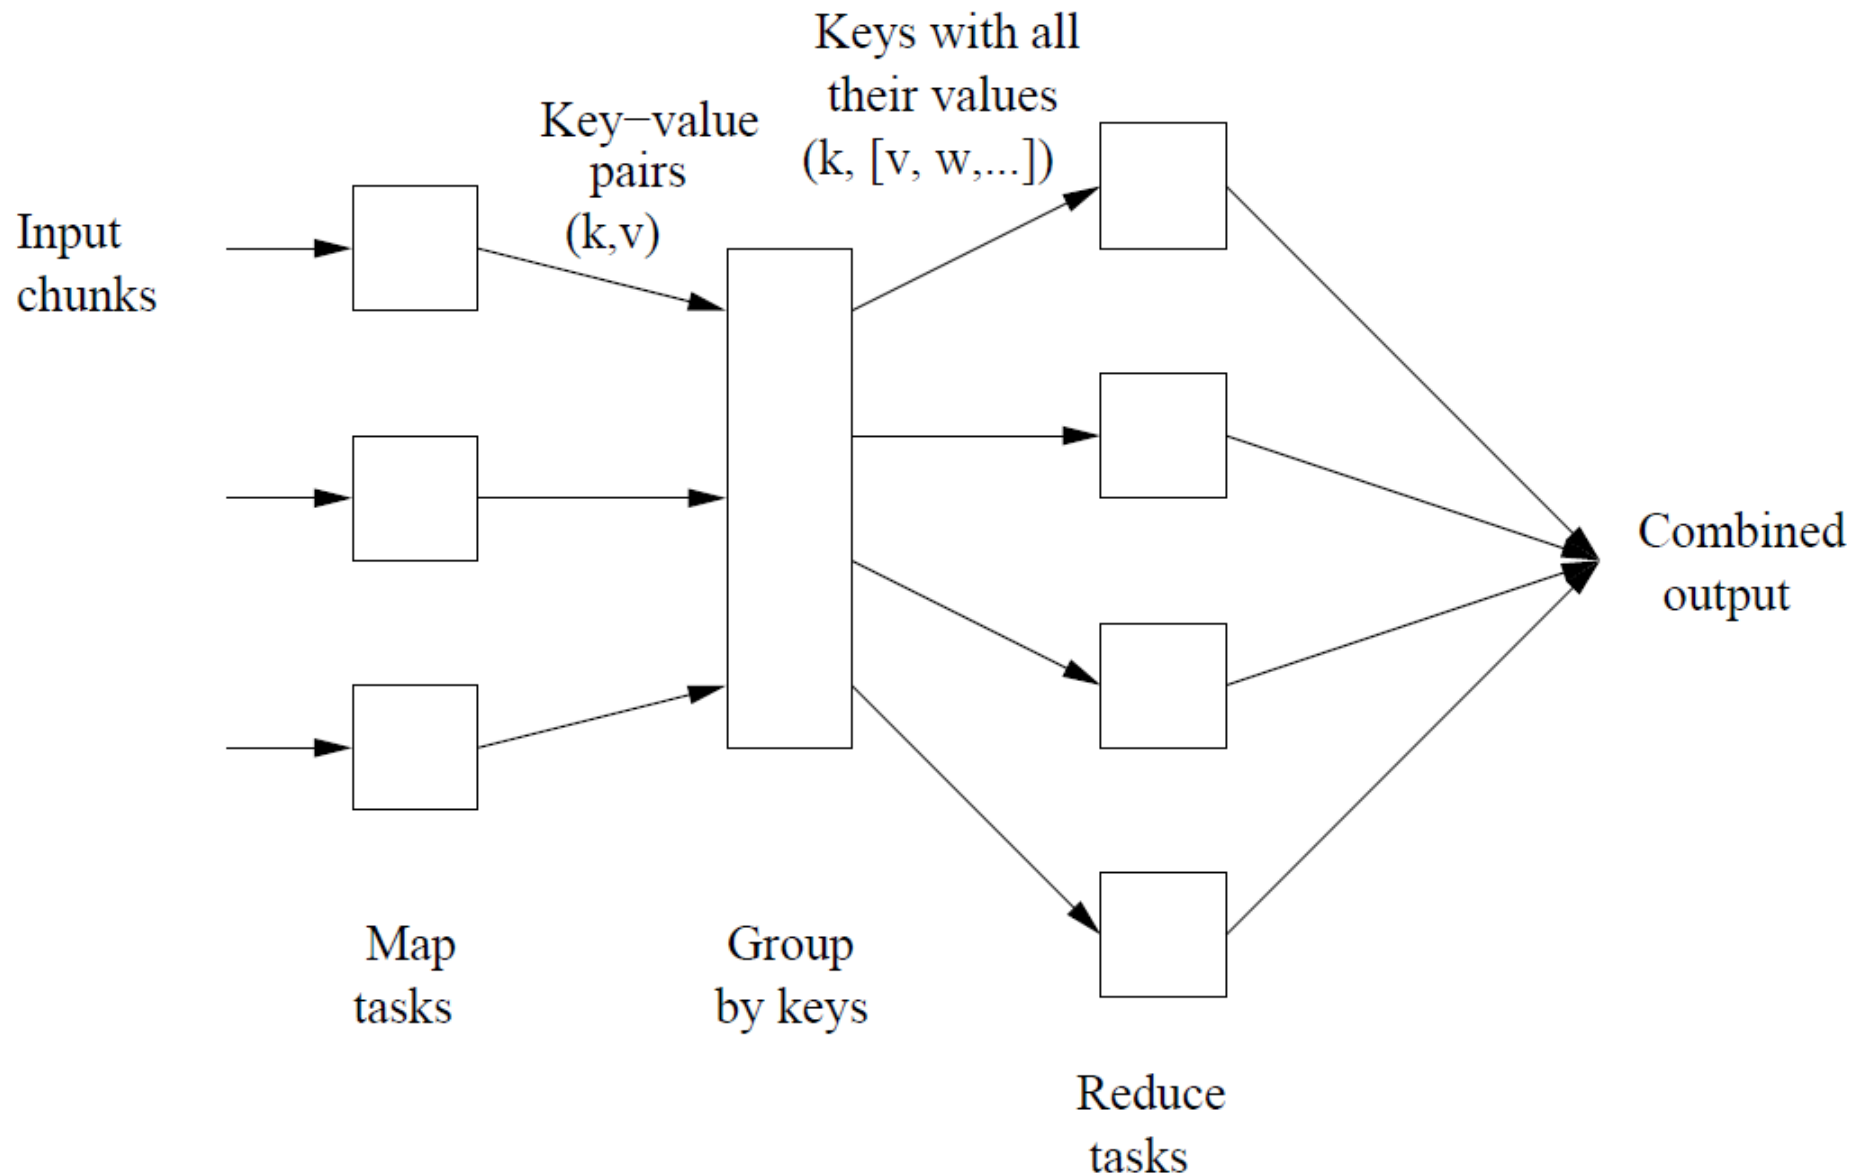 Keys with all
their values
(k, [v, w,...])
Key−value
pairs
(k,v)
Input
chunks
Combined
output
Map
tasks
Group
by keys
Reduce
tasks